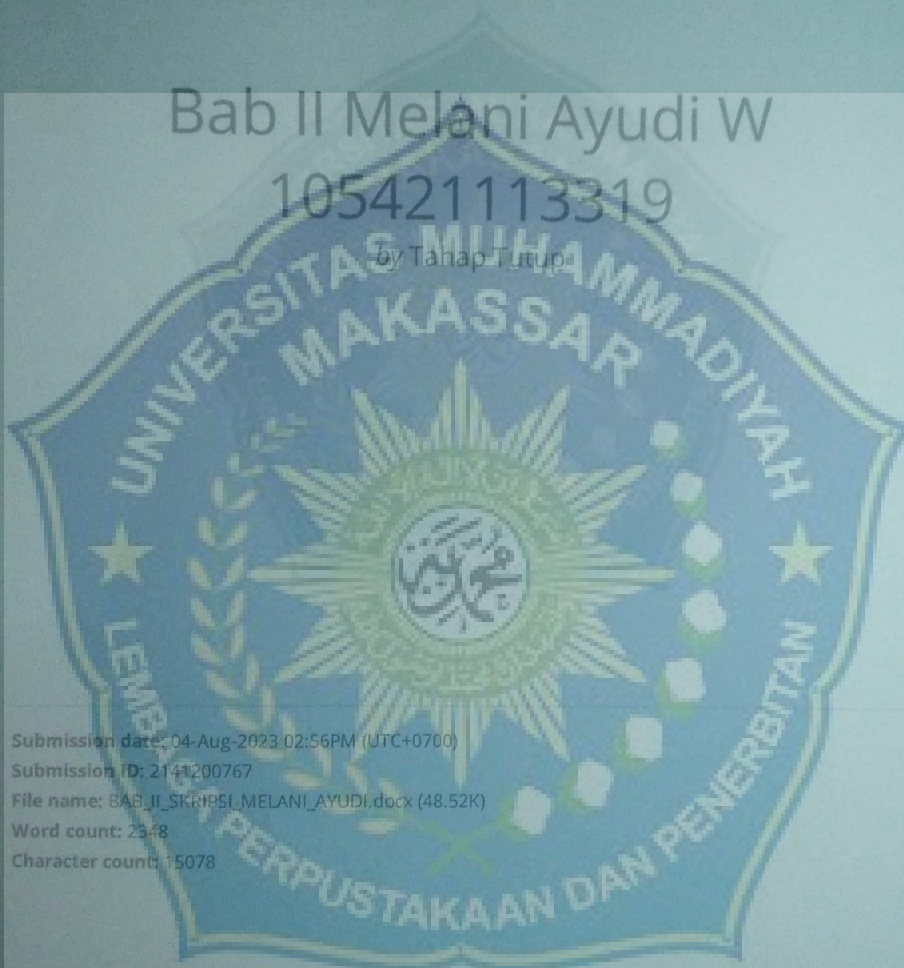 Bab II Melani Ayudi W
105421113319
by Tahap Tutup
UNIVERSITAS MUHAMMADIYAH
MAKASSAR
محمدية
Submission date: 04-Aug-2023 02:56PM (UTC+0700)
Submission ID: 2141200767
File name: BAB_II_SKRIPSI_MELANI_AYUDI.docx (48.52K)
Word count: 2348
Character count: 15078
LEMBAGA PERPUSTAKAAN DAN PENERBITAN